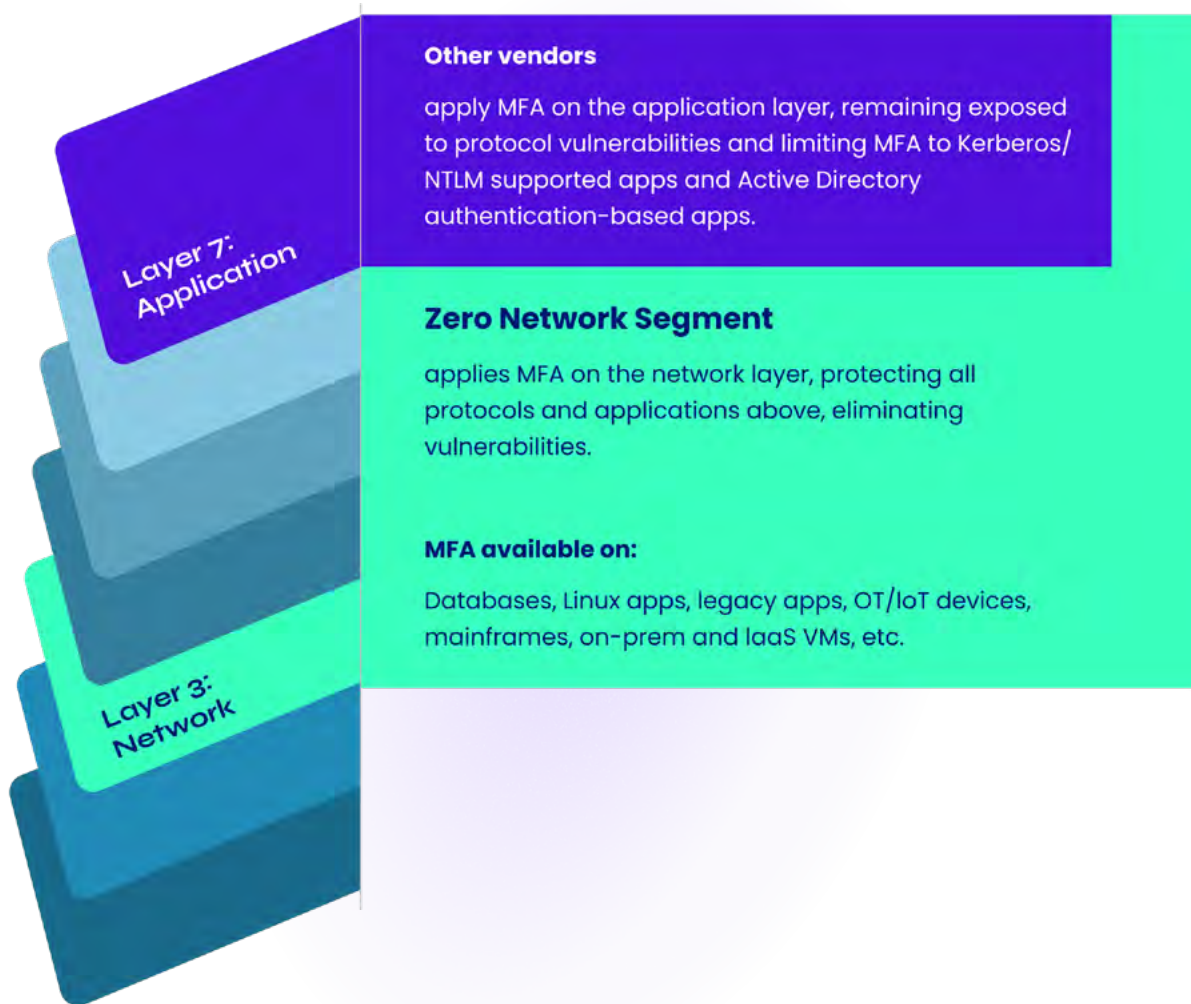 Other vendors
apply MFA on the application layer, remaining exposed
to protocol vulnerabilities and limiting MFA to Kerberos/
NTLM supported apps and Active Directory
authentication-based apps.
Layer 7:
Application
Zero Network Segment
applies MFA on the network layer, protecting all
protocols and applications above, eliminating
vulnerabilities.
MFA available on:
Databases, Linux apps, legacy apps, OT/IoT devices,
mainframes, on-prem and IaaS VMs, etc.
Layer 3:
Network